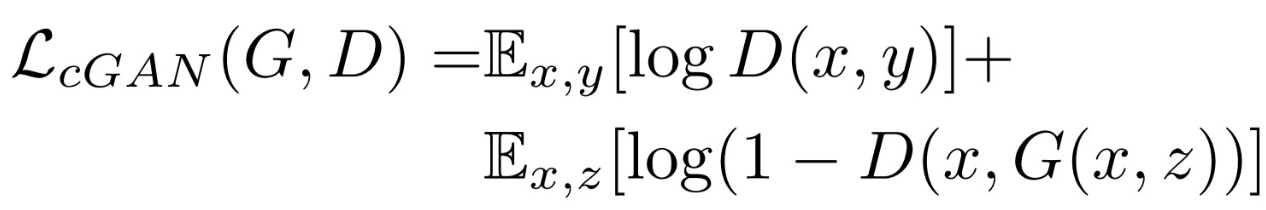 ℒ_{cGAN}(G, D) =𝔼_{x,y}[log D(x, y)]+
𝔼_{x,z}[log(1 − D(x, G(x, z))]